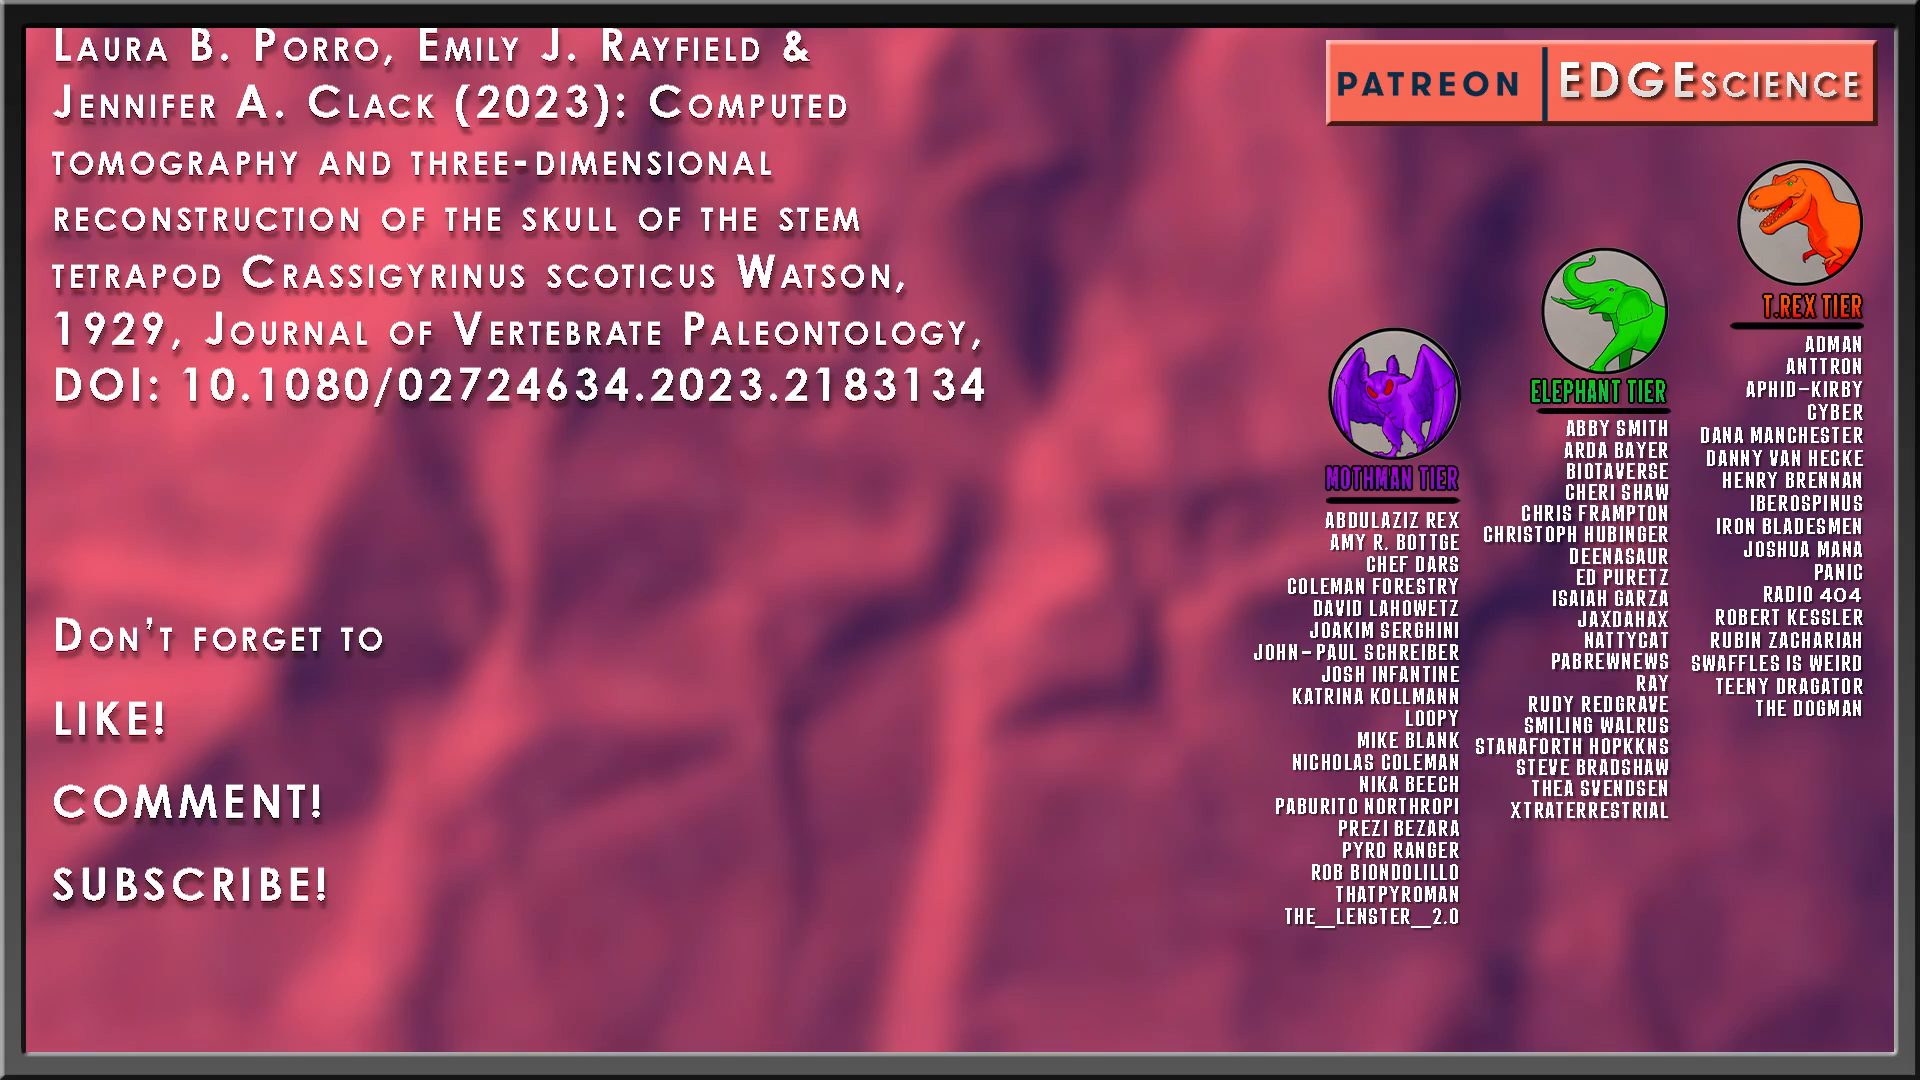 Laura B. Porro, Emily J. Rayfield &
Jennifer A. Clack (2023): Computed
tomography and three-dimensional
reconstruction of the skull of the stem
tetrapod Crassigyrinus scoticus Watson,
1929, Journal of Vertebrate Paleontology,
DOI: 10.1080/02724634.2023.2183134
Don't forget to
LIKE!
COMMENT!
SUBSCRIBE!
PATREON EDGEscience
MOTHMAN TIER
ABDULAZIZ REX
AMY R. BOTTGE
CHEF DARS
COLEMAN FORESTRY
DAVID LAHOWETZ
JOAKIM SERGHINI
JOHN-PAUL SCHREIBER
JOSH INFANTINE
KATRINA KOLLMANN
LOOPY
MIKE BLANK
NICHOLAS COLEMAN
NIKA BEECH
PABURITO NORTHROPI
PREZI BEZARA
PYRO RANGER
ROB BIONDOLILLO
THATPYROMAN
THE__LENSTER__2.0
ELEPHANT TIER
ABBY SMITH
ARDA BAYER
BIOTAVERSE
CHERI SHAW
CHRIS FRAMPTON
CHRISTOPH HUBINGER
DEENASAUR
ED PURETZ
ISAIAH GARZA
JAXDAHAX
NATTYCAT
PABREWNEWS
RAY
RUDY REDGRAVE
SMILING WALRUS
STANAFORTH HOPKKNS
STEVE BRADSHAW
THEA SVENDSEN
XTRATERRESTRIAL
T.REX TIER
ADMAN
ANTTRON
APHID-KIRBY
CYBER
DANA MANCHESTER
DANNY VAN HECKE
HENRY BRENNAN
IBEROSPINUS
IRON BLADESMEN
JOSHUA MANA
PANIC
RADIO 404
ROBERT KESSLER
RUBIN ZACHARIAH
SWAFFLES IS WEIRD
TEENY DRAGATOR
THE DOGMAN